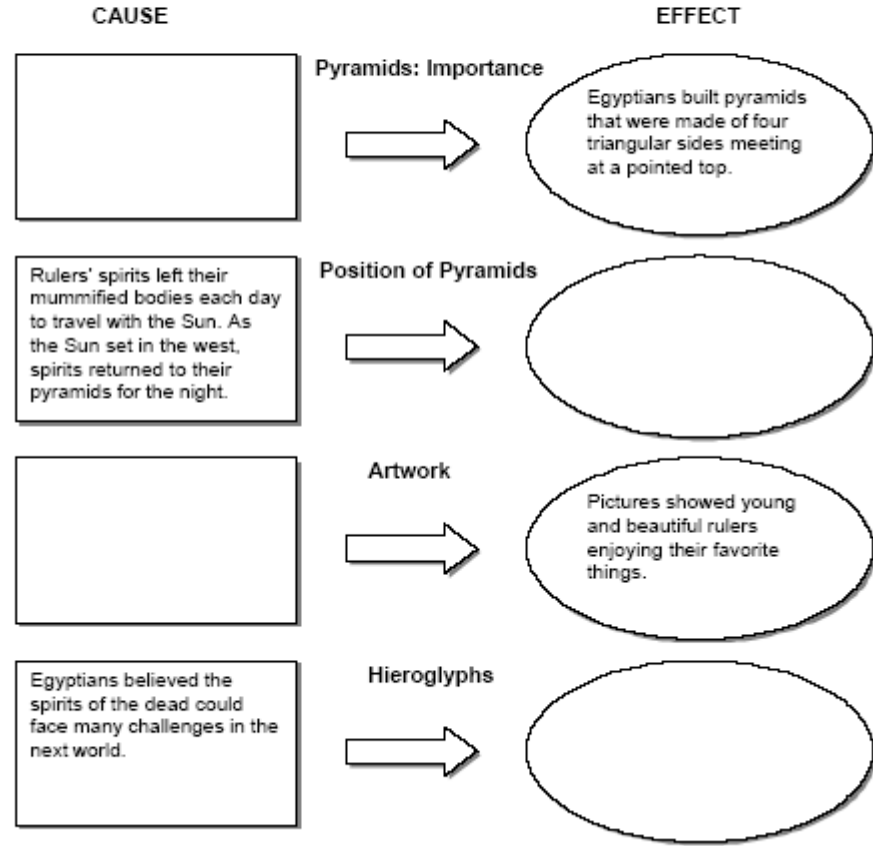 CAUSE
EFFECT
Pyramids: Importance
Egyptians built pyramids
that were made of four
triangular sides meeting
at a pointed top.
Position of Pyramids
Rulers' spirits left their
mummified bodies each day
to travel with the Sun. As
the Sun set in the west,
spirits returned to their
pyramids for the night.
Artwork
Pictures showed young
and beautiful rulers
enjoying their favorite
things.
Hieroglyphs
Egyptians believed the
spirits of the dead could
face many challenges in the
next world.